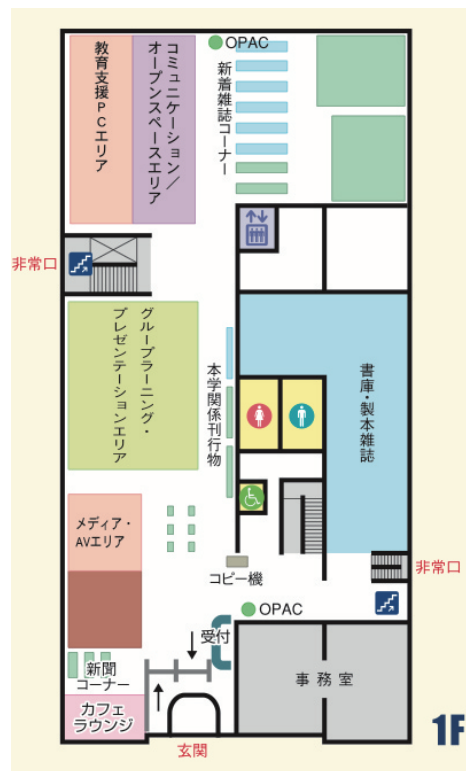 OPAC
教育支援PCエリア
コミュニケーション／
オープンスペースエリア
新着雑誌コーナー
非常口
グループラーニング・
プレゼンテーションエリア
本学関係刊行物
書庫・製本雑誌
メディア・
AVエリア
コピー機
非常口
OPAC
受付
新聞
コーナー
事務室
カフェ
ラウンジ
玄関
1F